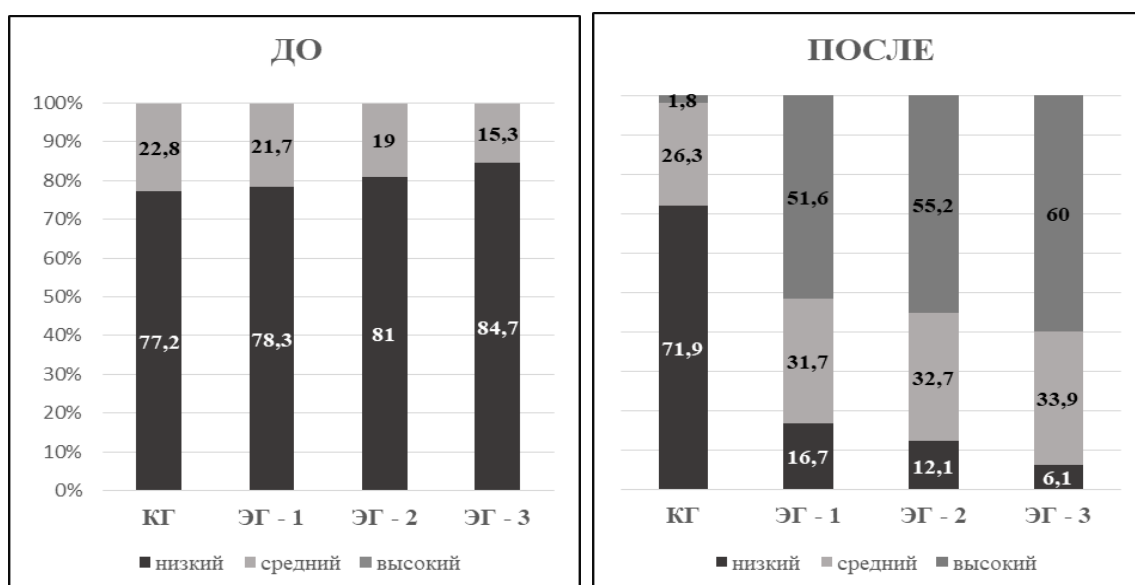 ДО
100%
90%
80%
70%
60%
50%
40%
30%
20%
10%
0%
22,8 21,7 19 15,3
77,2 78,3 81 84,7
КГ ЭГ - 1 ЭГ - 2 ЭГ - 3
низкий средний высокий
ПОСЛЕ
1,8
26,3
51,6 55,2 60
71,9
31,7 32,7 33,9
16,7 12,1 6,1
КГ ЭГ - 1 ЭГ - 2 ЭГ - 3
низкий средний высокий